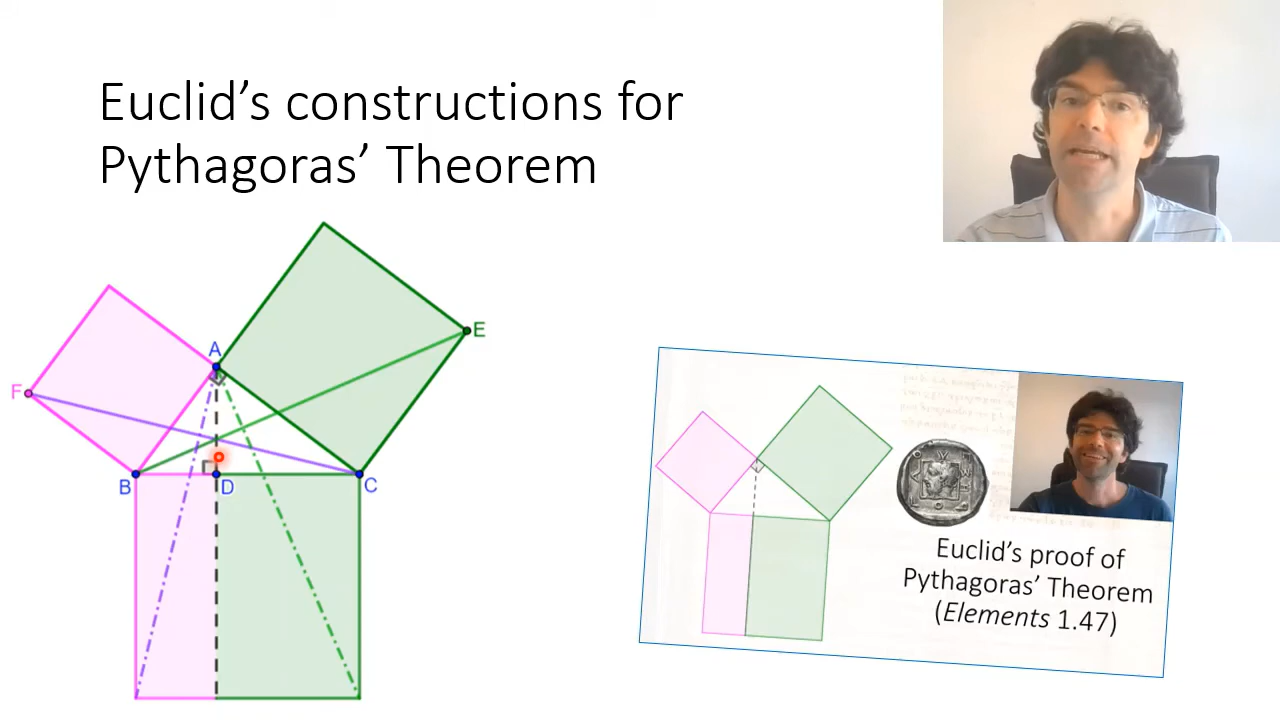 Euclid’s constructions for
Pythagoras’ Theorem
E
A
F
B
D
C
Euclid’s proof of
Pythagoras’ Theorem
(Elements 1.47)